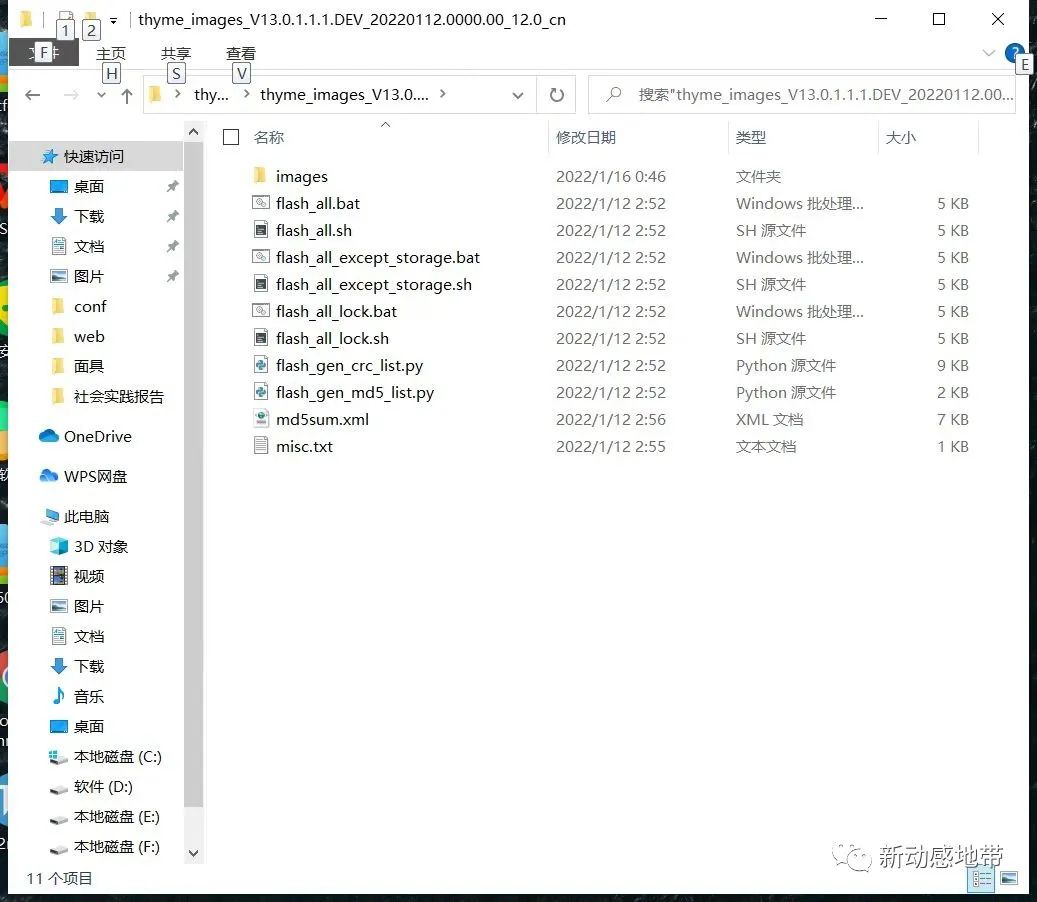 thyme_images_V13.0.1.1.1.DEV_20220112.0000.00_12.0_cn
1 2
文件 主页 共享 查看
F H S V E
thy... thyme_images_V13.0.... 搜索"thyme_images_V13.0.1.1.1.DEV_20220112.00...
名称 修改日期 类型 大小
快速访问
桌面
下载
文档
图片
conf
web
面具
社会实践报告
OneDrive
WPS网盘
此电脑
3D 对象
视频
图片
文档
下载
音乐
桌面
本地磁盘 (C:)
软件 (D:)
本地磁盘 (E:)
本地磁盘 (F:)
images 2022/1/16 0:46 文件夹
flash_all.bat 2022/1/12 2:52 Windows 批处理... 5 KB
flash_all.sh 2022/1/12 2:52 SH 源文件 5 KB
flash_all_except_storage.bat 2022/1/12 2:52 Windows 批处理... 5 KB
flash_all_except_storage.sh 2022/1/12 2:52 SH 源文件 5 KB
flash_all_lock.bat 2022/1/12 2:52 Windows 批处理... 5 KB
flash_all_lock.sh 2022/1/12 2:52 SH 源文件 5 KB
flash_gen_crc_list.py 2022/1/12 2:52 Python 源文件 9 KB
flash_gen_md5_list.py 2022/1/12 2:52 Python 源文件 2 KB
md5sum.xml 2022/1/12 2:56 XML 文档 7 KB
misc.txt 2022/1/12 2:55 文本文档 1 KB
新动感地带
11 个项目